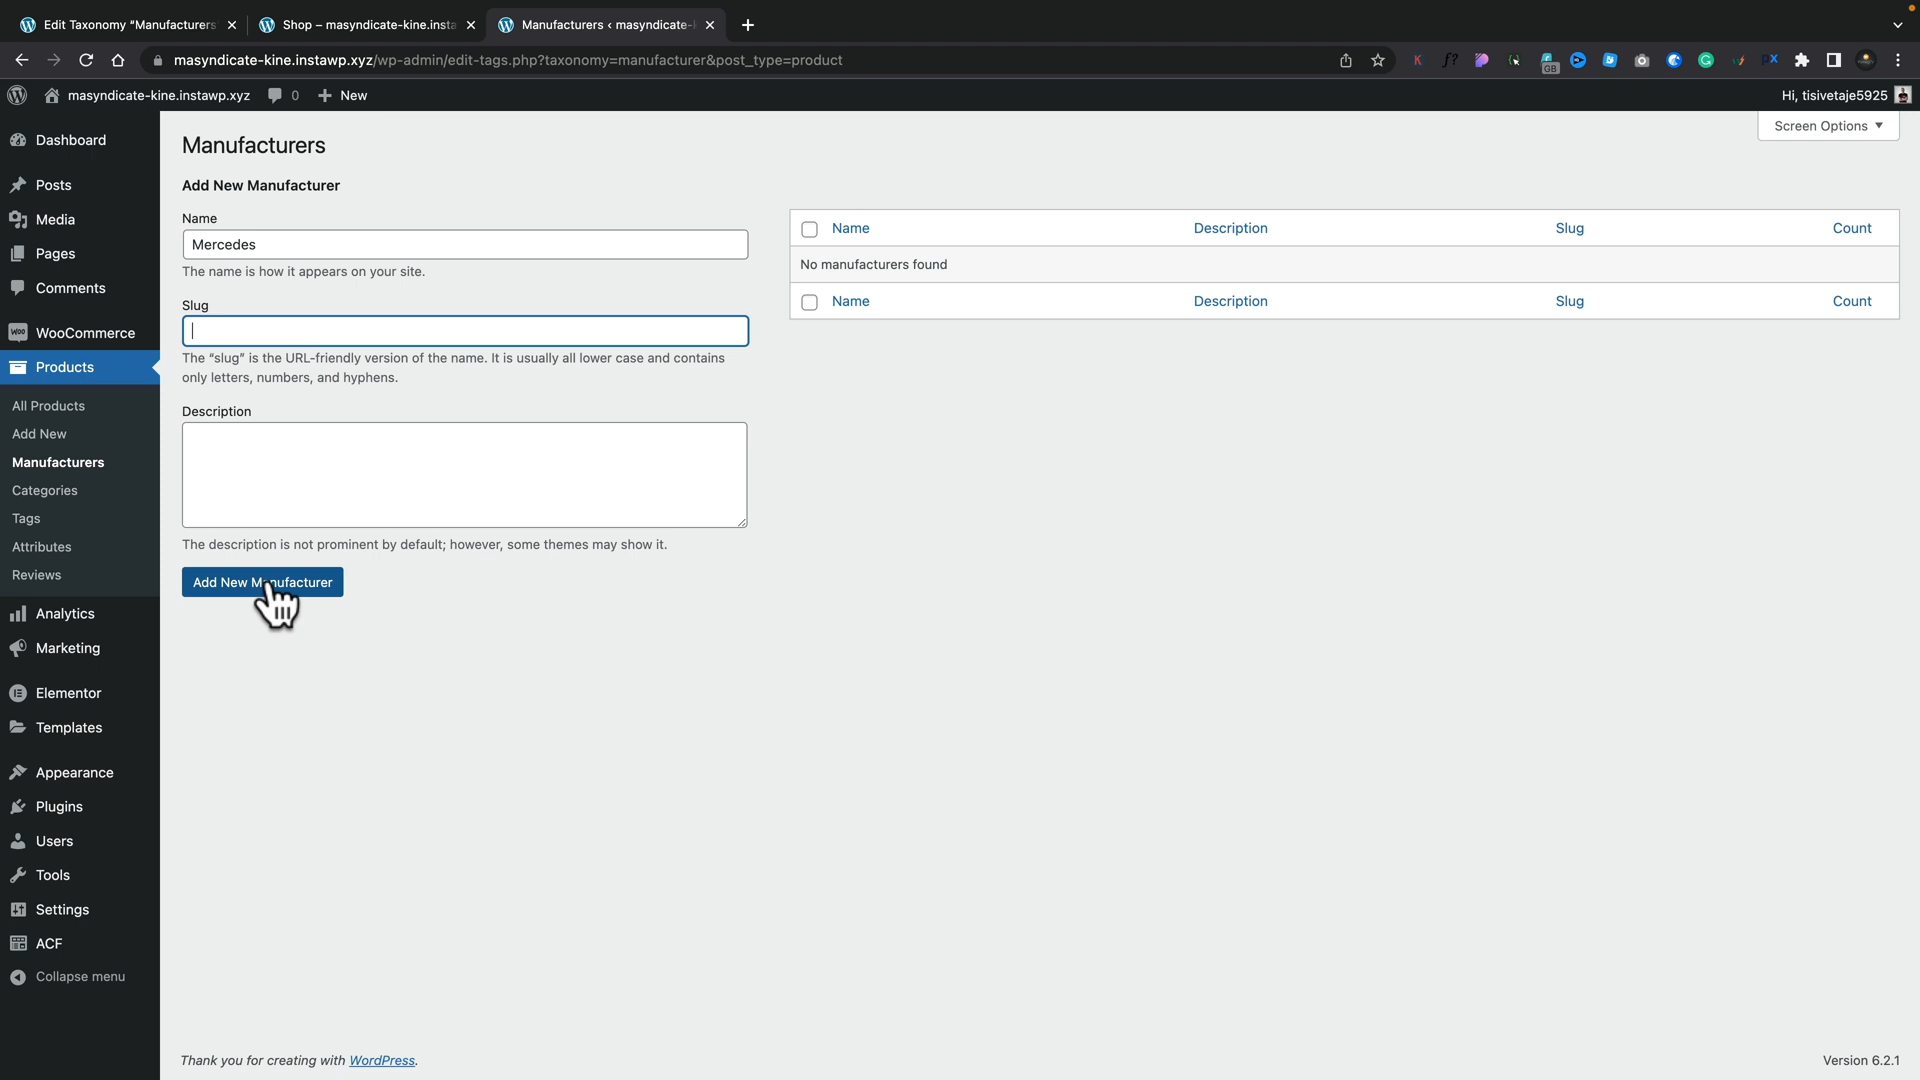 Edit Taxonomy "Manufacturers
Shop – masyndicate-kine.insta
Manufacturers ‹ masyndicate-
masyndicate-kine.instawp.xyz/wp-admin/edit-tags.php?taxonomy=manufacturer&post_type=product
masyndicate-kine.instawp.xyz
0
New
Hi, tisivetaje5925
Screen Options
Dashboard
Posts
Media
Pages
Comments
WooCommerce
Products
All Products
Add New
Manufacturers
Categories
Tags
Attributes
Reviews
Analytics
Marketing
Elementor
Templates
Appearance
Plugins
Users
Tools
Settings
ACF
Collapse menu
Manufacturers
Add New Manufacturer
Name
Mercedes
The name is how it appears on your site.
Slug
The “slug” is the URL-friendly version of the name. It is usually all lower case and contains
only letters, numbers, and hyphens.
Description
The description is not prominent by default; however, some themes may show it.
Add New Manufacturer
Name Description Slug Count
No manufacturers found
Name Description Slug Count
Thank you for creating with WordPress.
Version 6.2.1